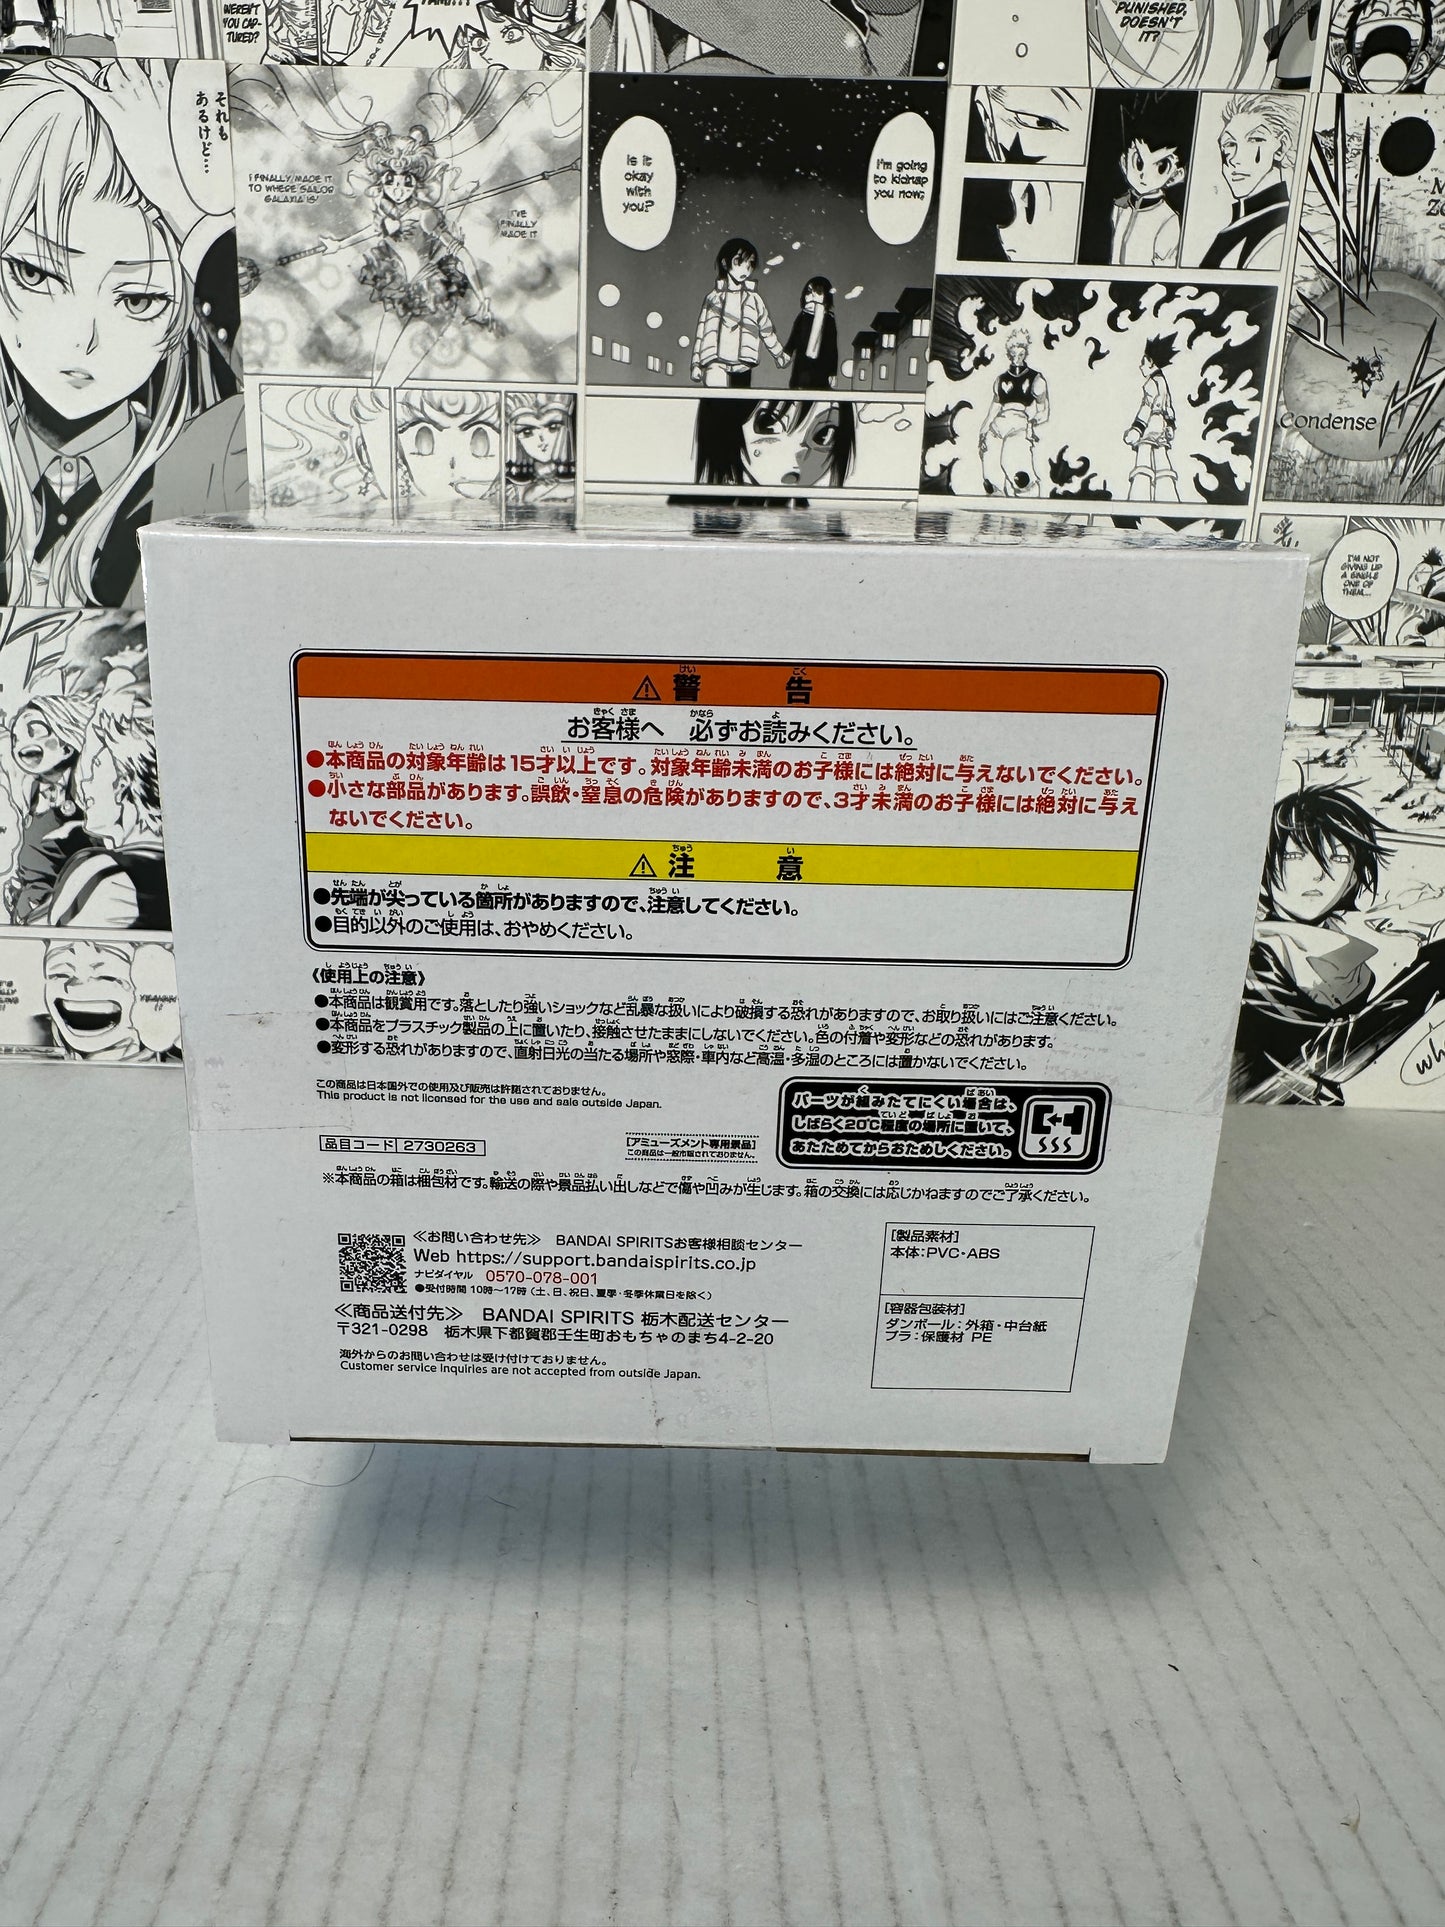 WEREN'T
YOU CAP-
TURED?
PUNISHED,
DOESN'T
IT?
それも
あるけど…
I FINALLY MADE IT
TO WHERE SAILOR
GALAXIA IS!
I'VE
FINALLY
MADE IT
Is it
okay
with
you?
I'm going
to kidnap
you now.
Condense
I'M NOT
GIVING UP
A SINGLE
ONE OF
THEM...
⚠警告
お客様へ 必ずお読みください。
●本商品の対象年齢は15才以上です。対象年齢未満のお子様には絶対に与えないでください。
●小さな部品があります。誤飲・窒息の危険がありますので、3才未満のお子様には絶対に与え
ないでください。
⚠注意
●先端が尖っている箇所がありますので、注意してください。
●目的以外のご使用は、おやめください。
《使用上の注意》
●本商品は観賞用です。落としたり強いショックなど乱暴な扱いにより破損する恐れがありますので、お取り扱いにはご注意ください。
●本商品をプラスチック製品の上に置いたり、接触させたままにしないでください。色の付着や変形などの恐れがあります。
●変形する恐れがありますので、直射日光の当たる場所や窓際・車内など高温・多湿のところには置かないでください。
この商品は日本国外での使用及び販売は許諾されておりません。
This product is not licensed for the use and sale outside Japan.
パーツが組みたてにくい場合は、
しばらく20℃程度の場所に置いて、
あたためてからおためしください。
品目コード 2730263
[アミューズメント専用景品]
この商品は一般市販されておりません。
※本商品の箱は梱包材です。輸送の際や景品払い出しなどで傷や凹みが生じます。箱の交換には応じかねますのでご了承ください。
≪お問い合わせ先≫ BANDAI SPIRITSお客様相談センター
Web https://support.bandaispirits.co.jp
ナビダイヤル 0570-078-001
●受付時間 10時～17時(土、日、祝日、夏季・冬季休業日を除く)
≪商品送付先≫ BANDAI SPIRITS 栃木配送センター
〒321-0298 栃木県下都賀郡壬生町おもちゃのまち4-2-20
海外からのお問い合わせは受け付けておりません。
Customer service inquiries are not accepted from outside Japan.
[製品素材]
本体:PVC・ABS
[容器包装材]
ダンボール:外箱・中台紙
プラ:保護材 PE